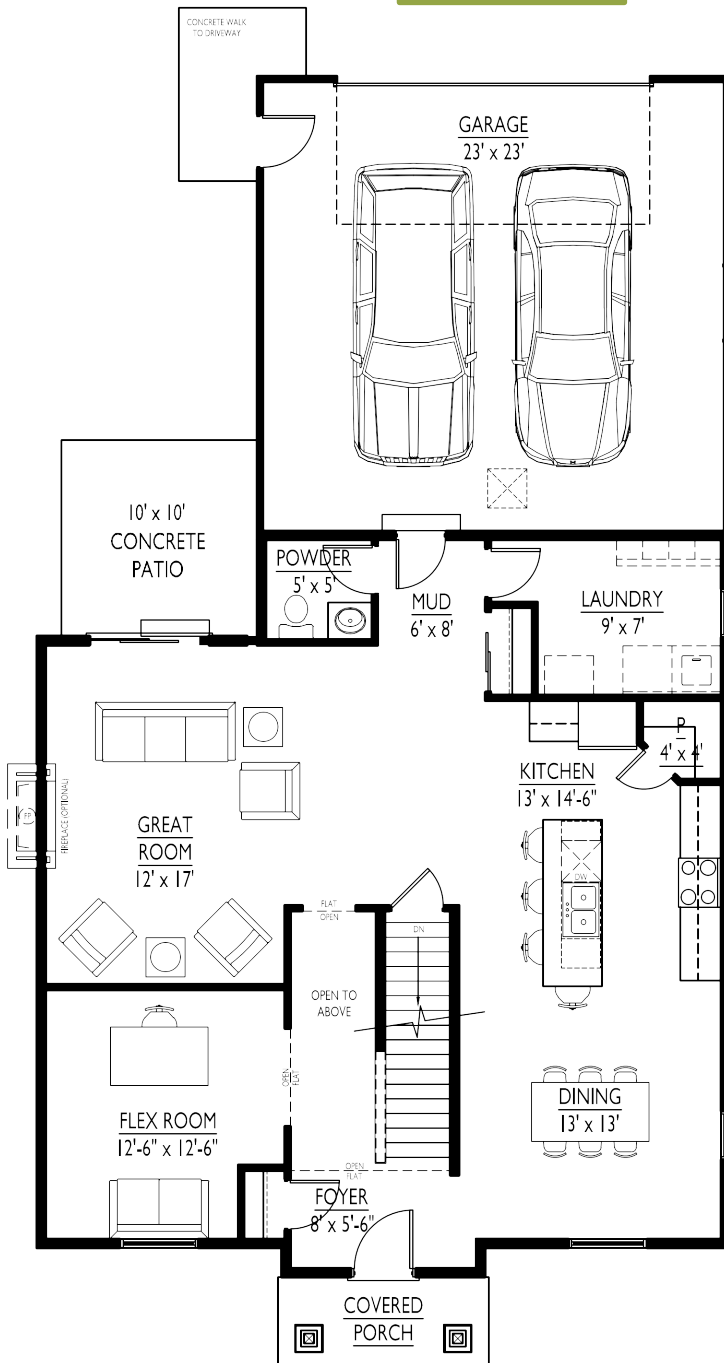 CONCRETE WALK
TO DRIVEWAY
GARAGE
23' x 23'
10' x 10'
CONCRETE
PATIO
POWDER
5' x 5'
MUD
6' x 8'
LAUNDRY
9' x 7'
P
4' x 4'
KITCHEN
13' x 14'-6"
FP
FIREPLACE (OPTIONAL)
GREAT
ROOM
12' x 17'
DW
FLAT
OPEN
DN
OPEN TO
ABOVE
OPEN
FLAT
FLEX ROOM
12'-6" x 12'-6"
DINING
13' x 13'
OPEN
FLAT
FOYER
8' x 5'-6"
COVERED
PORCH